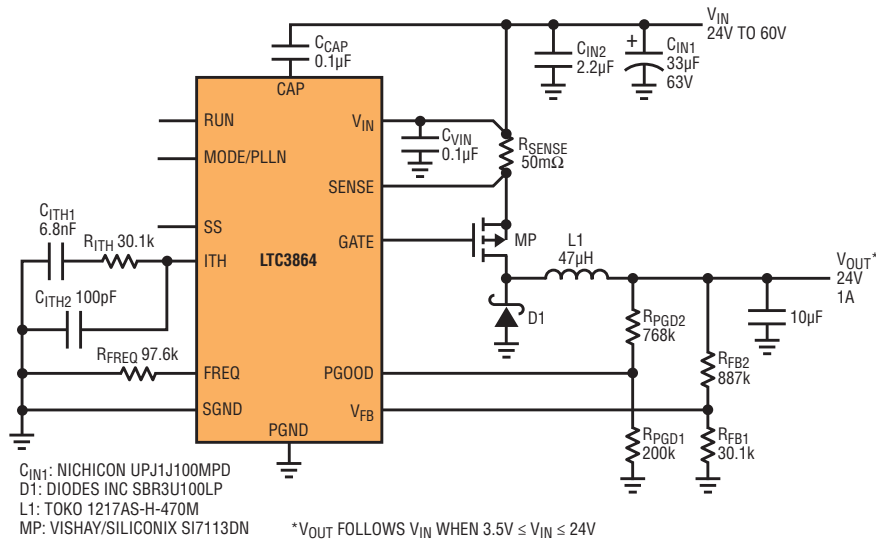 VIN
24V TO 60V
CCAP
0.1µF
CIN2
2.2µF
+
CIN1
33µF
63V
CAP
RUN
VIN
CVIN
0.1µF
RSENSE
50mΩ
MODE/PLLN
SENSE
CITH1
6.8nF
RITH 30.1k
SS
ITH
LTC3864
GATE
MP
L1
47µH
VOUT*
24V
1A
CITH2 100pF
D1
RPGD2
768k
10µF
RFREQ 97.6k
FREQ
PGOOD
RFB2
887k
SGND
VFB
PGND
RPGD1
200k
RFB1
30.1k
CIN1: NICHICON UPJ1J100MPD
D1: DIODES INC SBR3U100LP
L1: TOKO 1217AS-H-470M
MP: VISHAY/SILICONIX SI7113DN
*VOUT FOLLOWS VIN WHEN 3.5V ≤ VIN ≤ 24V